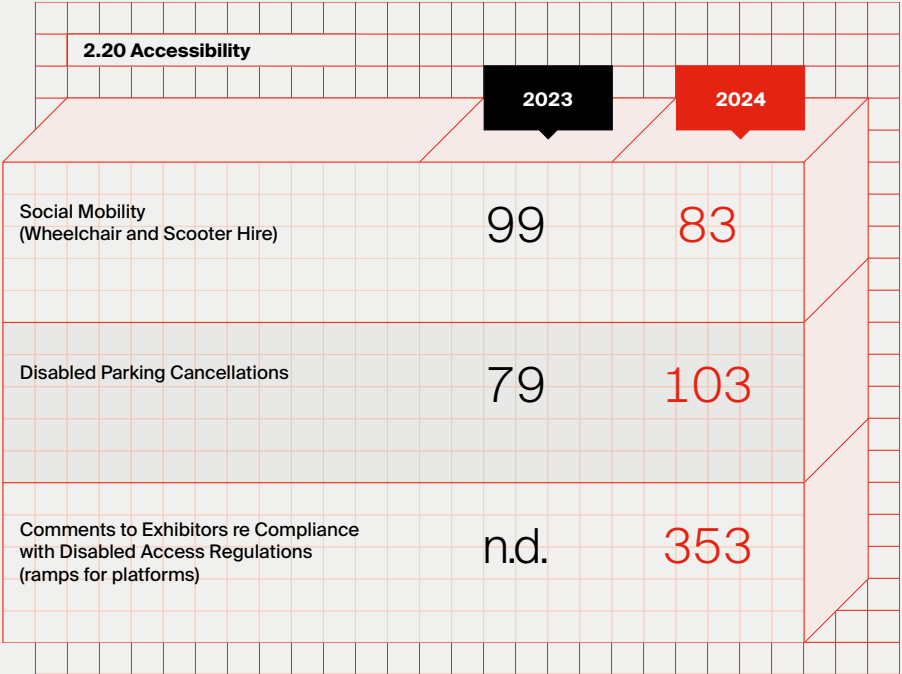 2.20 Accessibility
2023
2024
Social Mobility
(Wheelchair and Scooter Hire)
99
83
Disabled Parking Cancellations
79
103
Comments to Exhibitors re Compliance
with Disabled Access Regulations
(ramps for platforms)
n.d.
353